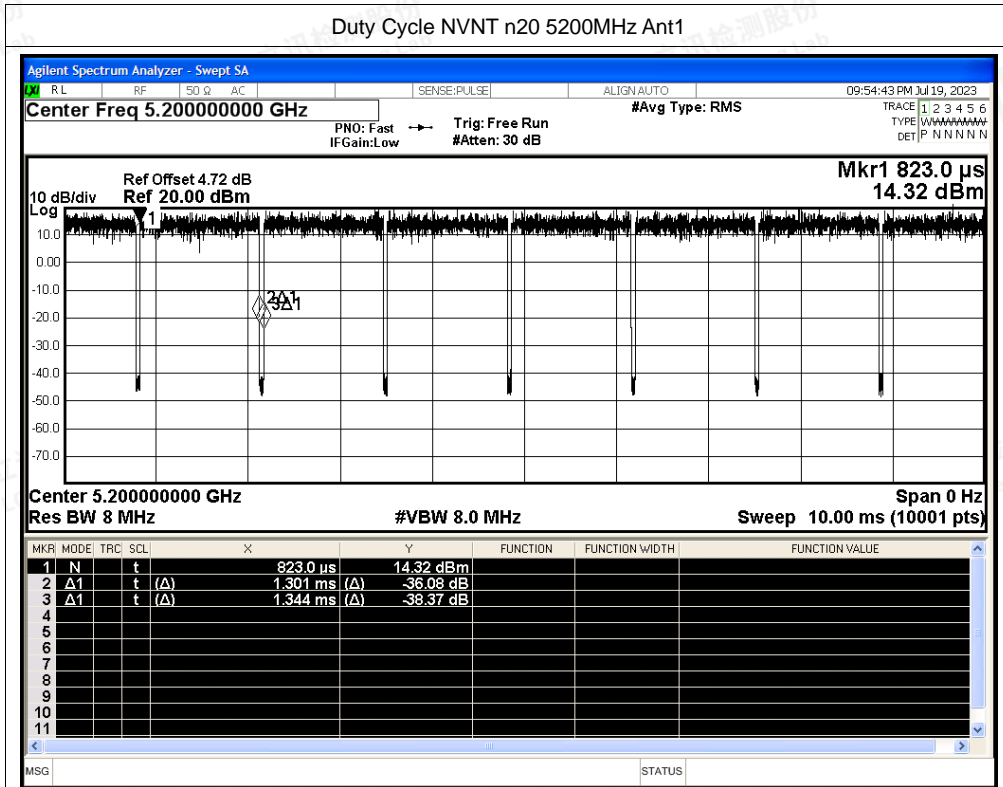 Duty Cycle NVNT n20 5200MHz Ant1
Agilent Spectrum Analyzer - Swept SA
LXI RL RF 50 Ω AC SENSE:PULSE ALIGN AUTO 09:54:43 PM Jul 19, 2023
Center Freq 5.200000000 GHz #Avg Type: RMS TRACE 1 2 3 4 5 6
PNO: Fast Trig: Free Run TYPE WWWWWW
IFGain:Low #Atten: 30 dB DET P N N N N N
Mkr1 823.0 µs
Ref Offset 4.72 dB
10 dB/div Ref 20.00 dBm 14.32 dBm
Log
1
10.0
0.00
-10.0
2Δ1
3Δ1
-20.0
-30.0
-40.0
-50.0
-60.0
-70.0
Center 5.200000000 GHz Span 0 Hz
Res BW 8 MHz #VBW 8.0 MHz Sweep 10.00 ms (10001 pts)
MKR MODE TRC SCL X Y FUNCTION FUNCTION WIDTH FUNCTION VALUE
1 N t 823.0 µs 14.32 dBm
2 Δ1 t (Δ) 1.301 ms (Δ) -36.08 dB
3 Δ1 t (Δ) 1.344 ms (Δ) -38.37 dB
4
5
6
7
8
9
10
11
MSG STATUS